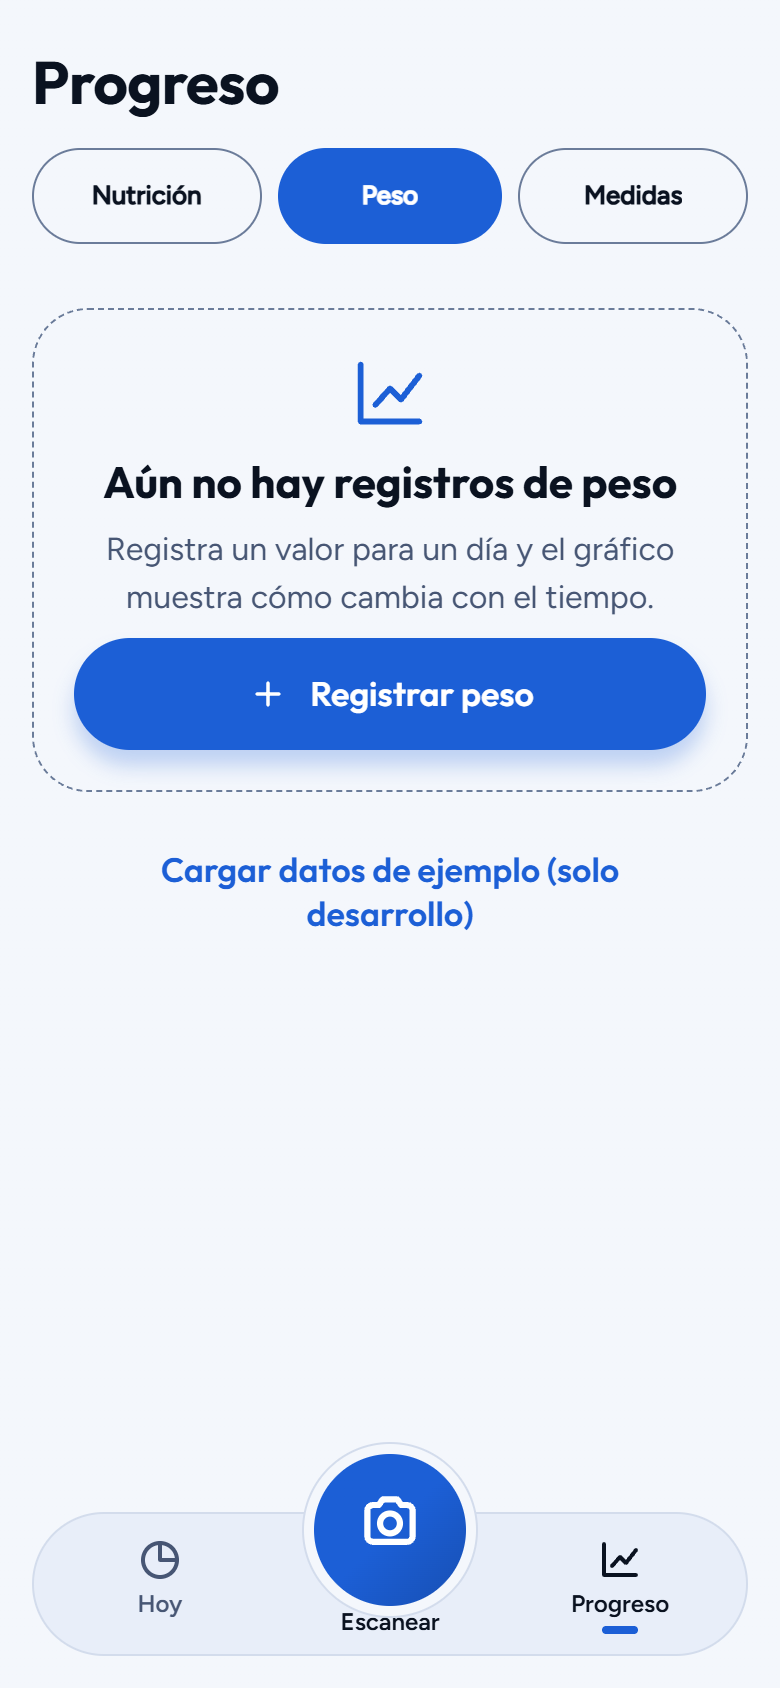 Progreso
Nutrición
Peso
Medidas
Aún no hay registros de peso
Registra un valor para un día y el gráfico
muestra cómo cambia con el tiempo.
Registrar peso
Cargar datos de ejemplo (solo
desarrollo)
Hoy
Escanear
Progreso